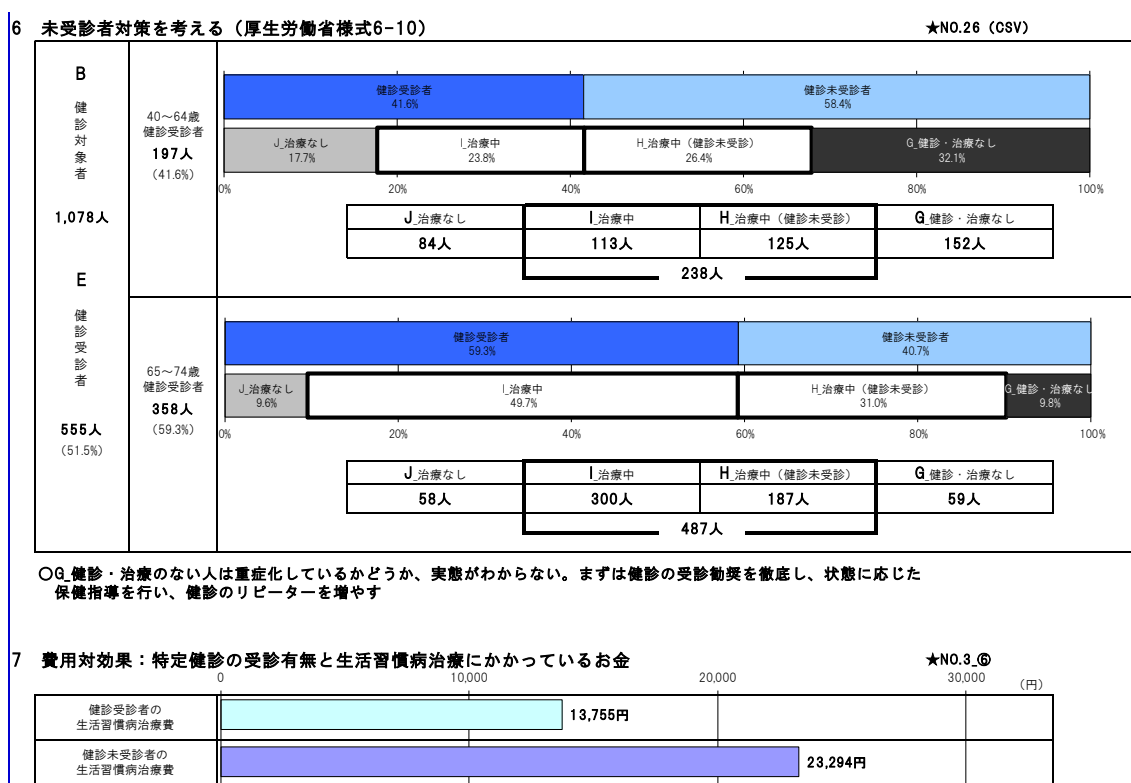 6 未受診者対策を考える（厚生労働省様式6-10）
★NO.26（CSV）
B
健診対象者
1,078人
E
健診受診者
555人
(51.5%)
40～64歳
健診受診者
197人
(41.6%)
健診受診者
41.6%
健診未受診者
58.4%
J_治療なし
17.7%
I_治療中
23.8%
H_治療中（健診未受診）
26.4%
G_健診・治療なし
32.1%
0% 20% 40% 60% 80% 100%
J_治療なし I_治療中 H_治療中（健診未受診） G_健診・治療なし
84人 113人 125人 152人
238人
65～74歳
健診受診者
358人
(59.3%)
健診受診者
59.3%
健診未受診者
40.7%
J_治療なし
9.6%
I_治療中
49.7%
H_治療中（健診未受診）
31.0%
G_健診・治療なし
9.8%
0% 20% 40% 60% 80% 100%
J_治療なし I_治療中 H_治療中（健診未受診） G_健診・治療なし
58人 300人 187人 59人
487人
○G_健診・治療のない人は重症化しているかどうか、実態がわからない。まずは健診の受診勧奨を徹底し、状態に応じた
保健指導を行い、健診のリピーターを増やす
7 費用対効果：特定健診の受診有無と生活習慣病治療にかかっているお金
★NO.3_⑥
0 10,000 20,000 30,000 （円）
健診受診者の
生活習慣病治療費
13,755円
健診未受診者の
生活習慣病治療費
23,294円